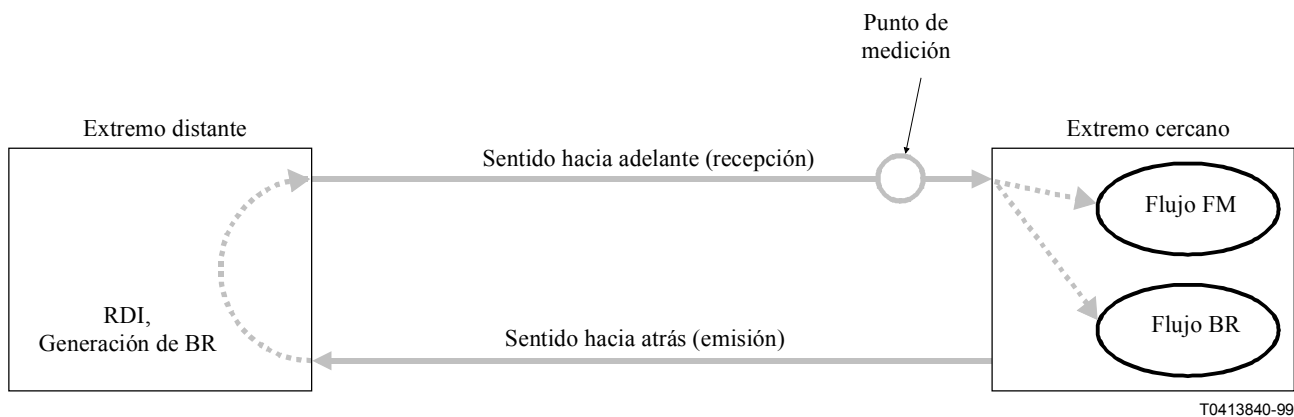 Punto de
medición
Extremo distante
Extremo cercano
Sentido hacia adelante (recepción)
Flujo FM
RDI,
Generación de BR
Sentido hacia atrás (emisión)
Flujo BR
T0413840-99